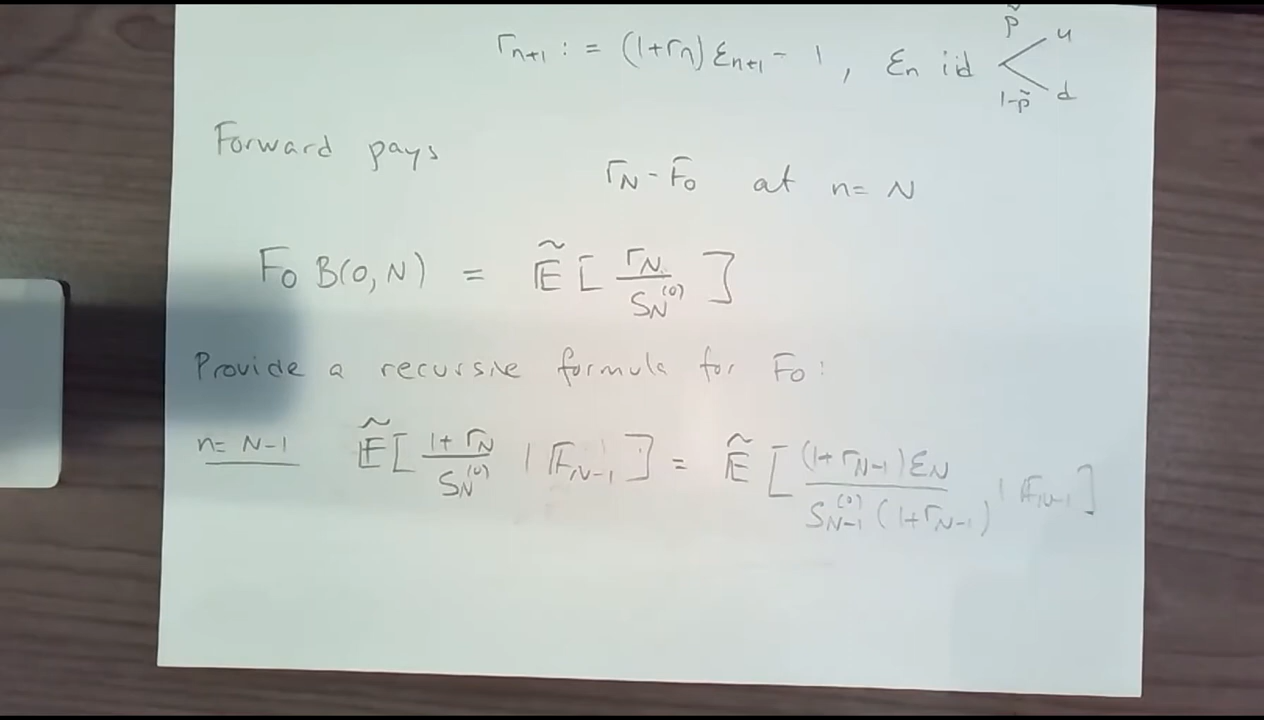 r_{n+1} := (1+r_n) ε_{n+1} - 1 , ε_n iid p̃ u
1-p̃ d
Forward pays
r_N - F_0 at n = N
F_0 B(0,N) = Ẽ [ r_N / S_N^{(0)} ]
Provide a recursive formula for F_0 :
n = N-1 Ẽ [ (1 + r_N) / S_N^{(0)} | F_{N-1} ] = Ẽ [ (1 + r_{N-1}) ε_N / S_{N-1}^{(0)} (1 + r_{N-1}) | F_{N-1} ]